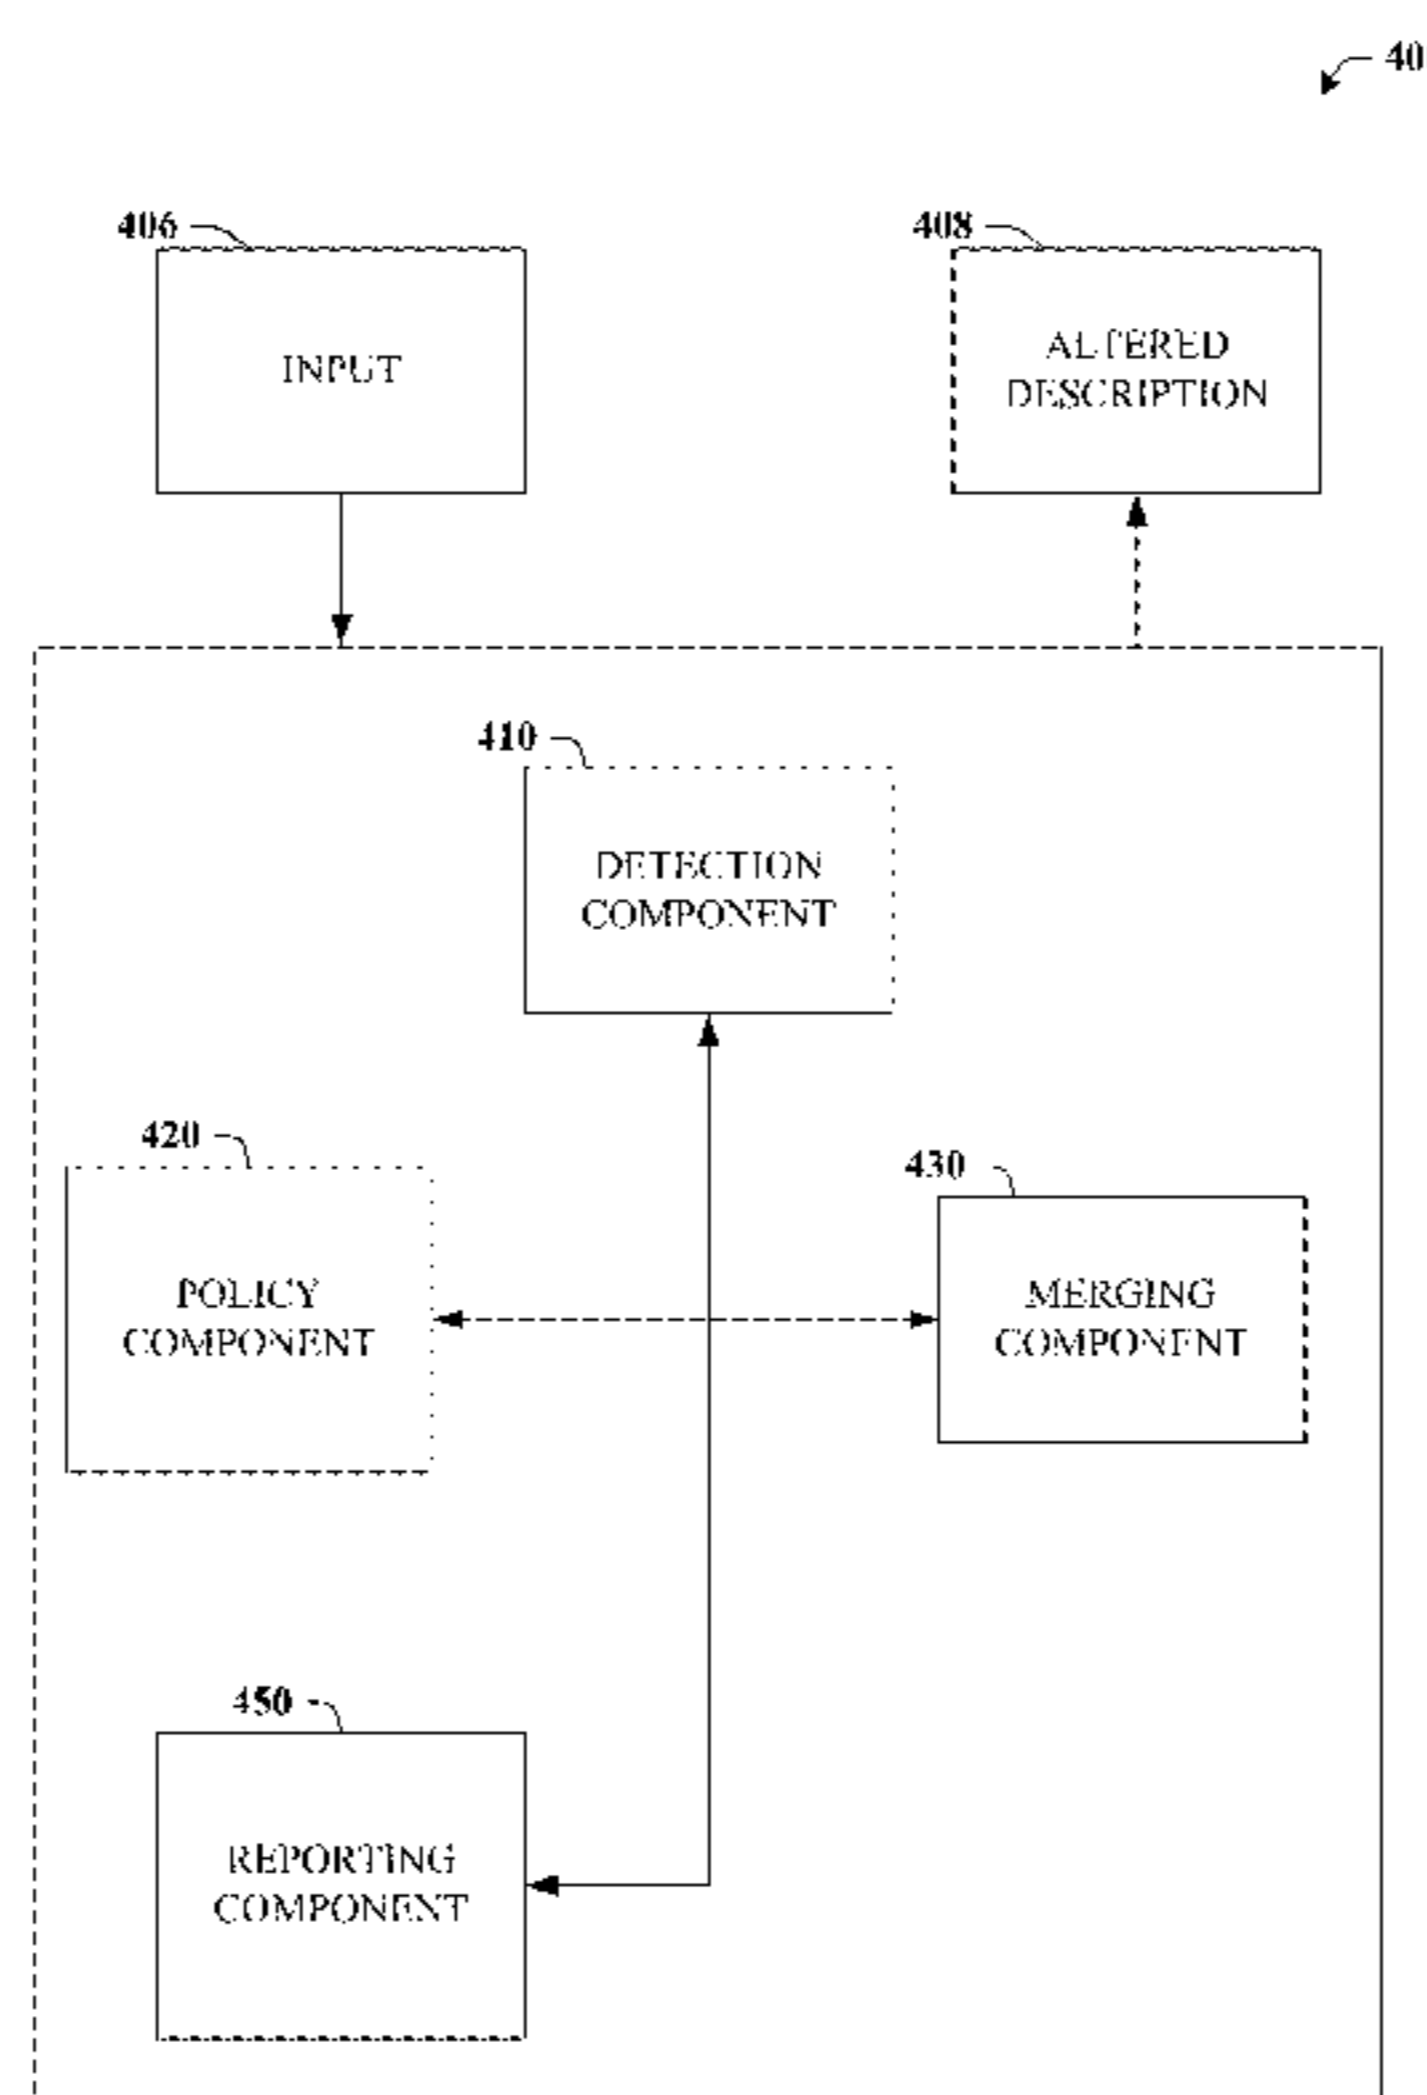 40
406
408
INPUT
ALTERED
DESCRIPTION
410
DETECTION
COMPONENT
420
430
POLICY
COMPONENT
MERGING
COMPONENT
450
REPORTING
COMPONENT